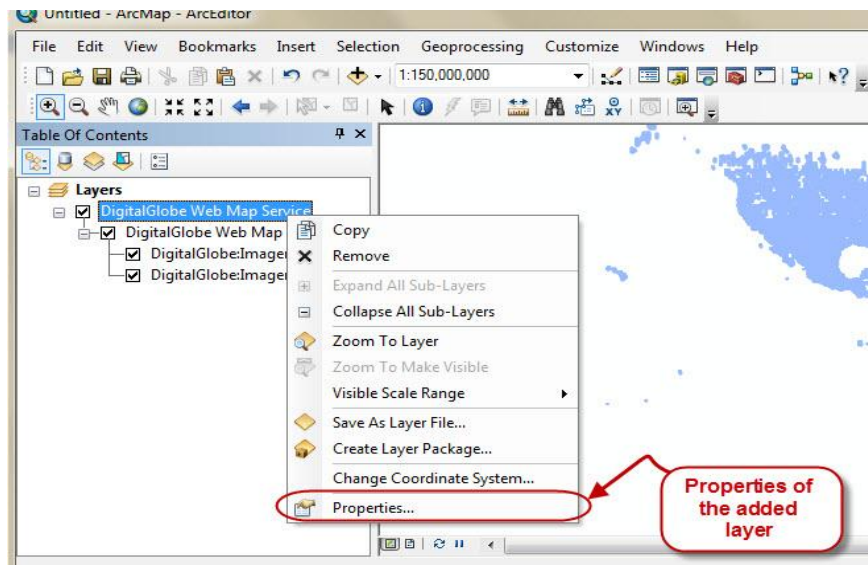 Untitled - ArcMap - ArcEditor
File Edit View Bookmarks Insert Selection Geoprocessing Customize Windows Help
1:150,000,000
Table Of Contents
Layers
DigitalGlobe Web Map Service
DigitalGlobe Web Map
DigitalGlobe:Image
DigitalGlobe:Image
Copy
Remove
Expand All Sub-Layers
Collapse All Sub-Layers
Zoom To Layer
Zoom To Make Visible
Visible Scale Range
Save As Layer File...
Create Layer Package...
Change Coordinate System...
Properties...
Properties of
the added
layer